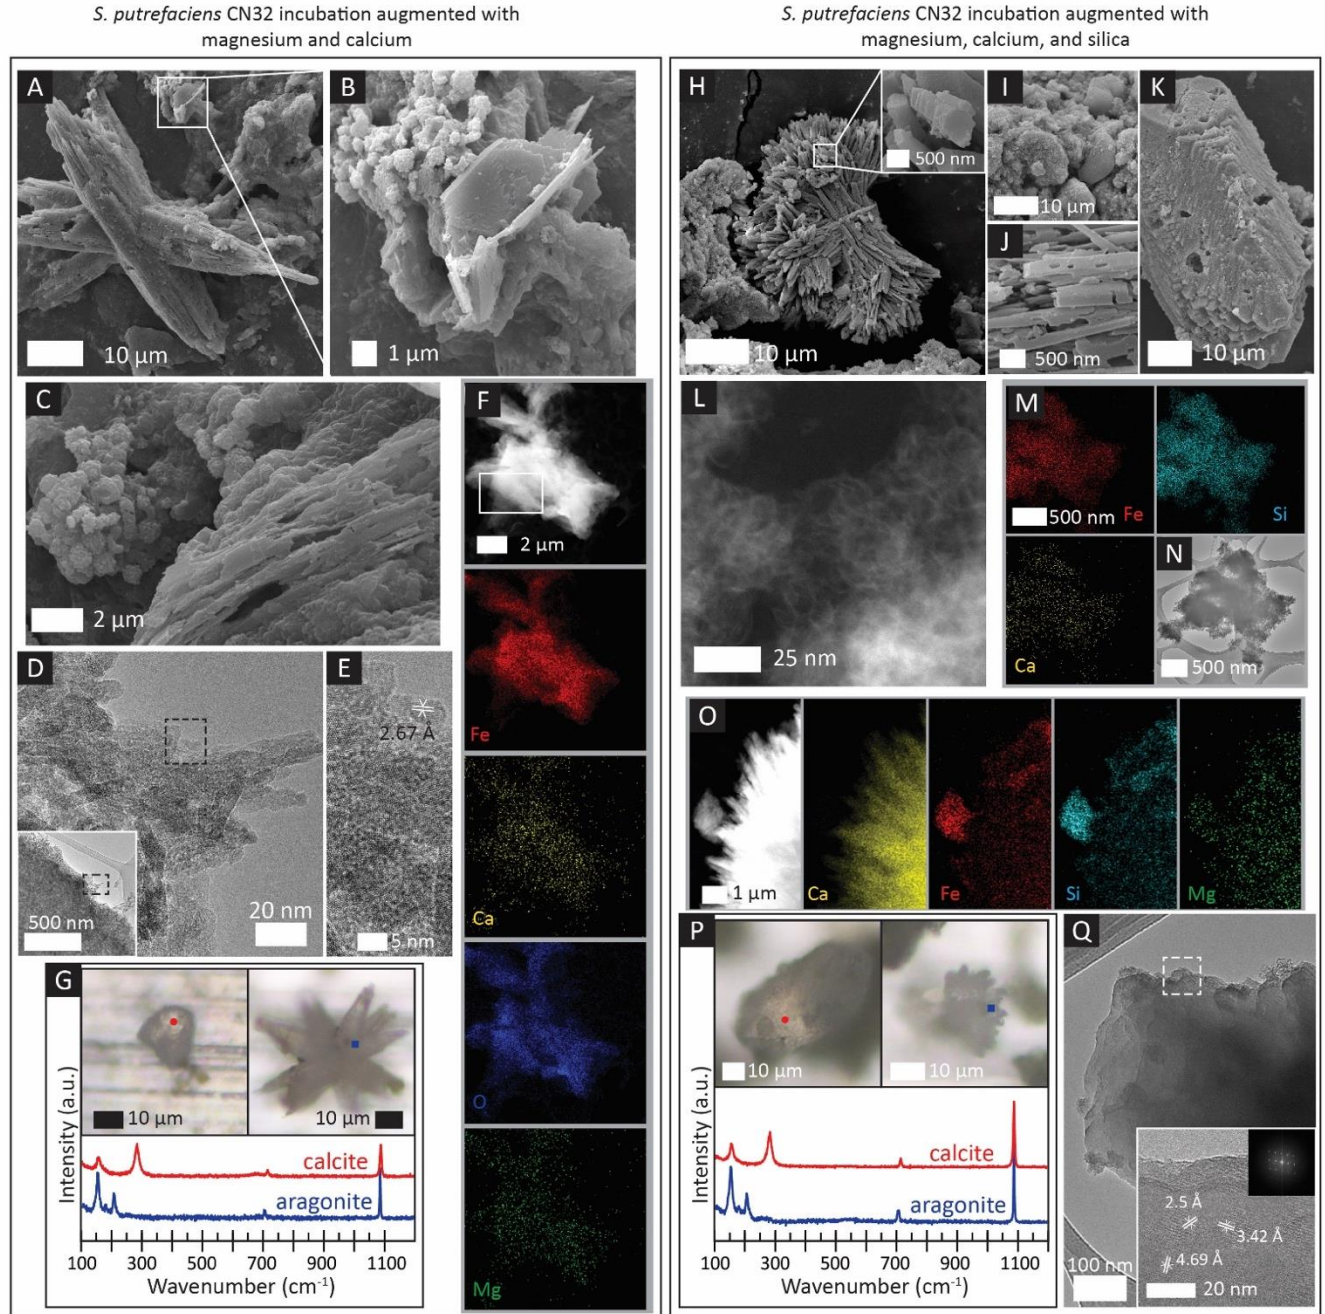 S. putrefaciens CN32 incubation augmented with
magnesium and calcium
A
10 µm
B
1 µm
C
2 µm
F
2 µm
Fe
Ca
O
Mg
D
500 nm
20 nm
E
2.67 Å
5 nm
G
10 µm
10 µm
Intensity (a.u.)
calcite
aragonite
100 300 500 700 900 1100
Wavenumber (cm⁻¹)
S. putrefaciens CN32 incubation augmented with
magnesium, calcium, and silica
H
500 nm
10 µm
I
10 µm
J
500 nm
K
10 µm
L
25 nm
M
500 nm Fe
Si
Ca
N
500 nm
O
1 µm
Ca
Fe
Si
Mg
P
10 µm
10 µm
Intensity (a.u.)
calcite
aragonite
100 300 500 700 900 1100
Wavenumber (cm⁻¹)
Q
2.5 Å
3.42 Å
4.69 Å
100 nm
20 nm